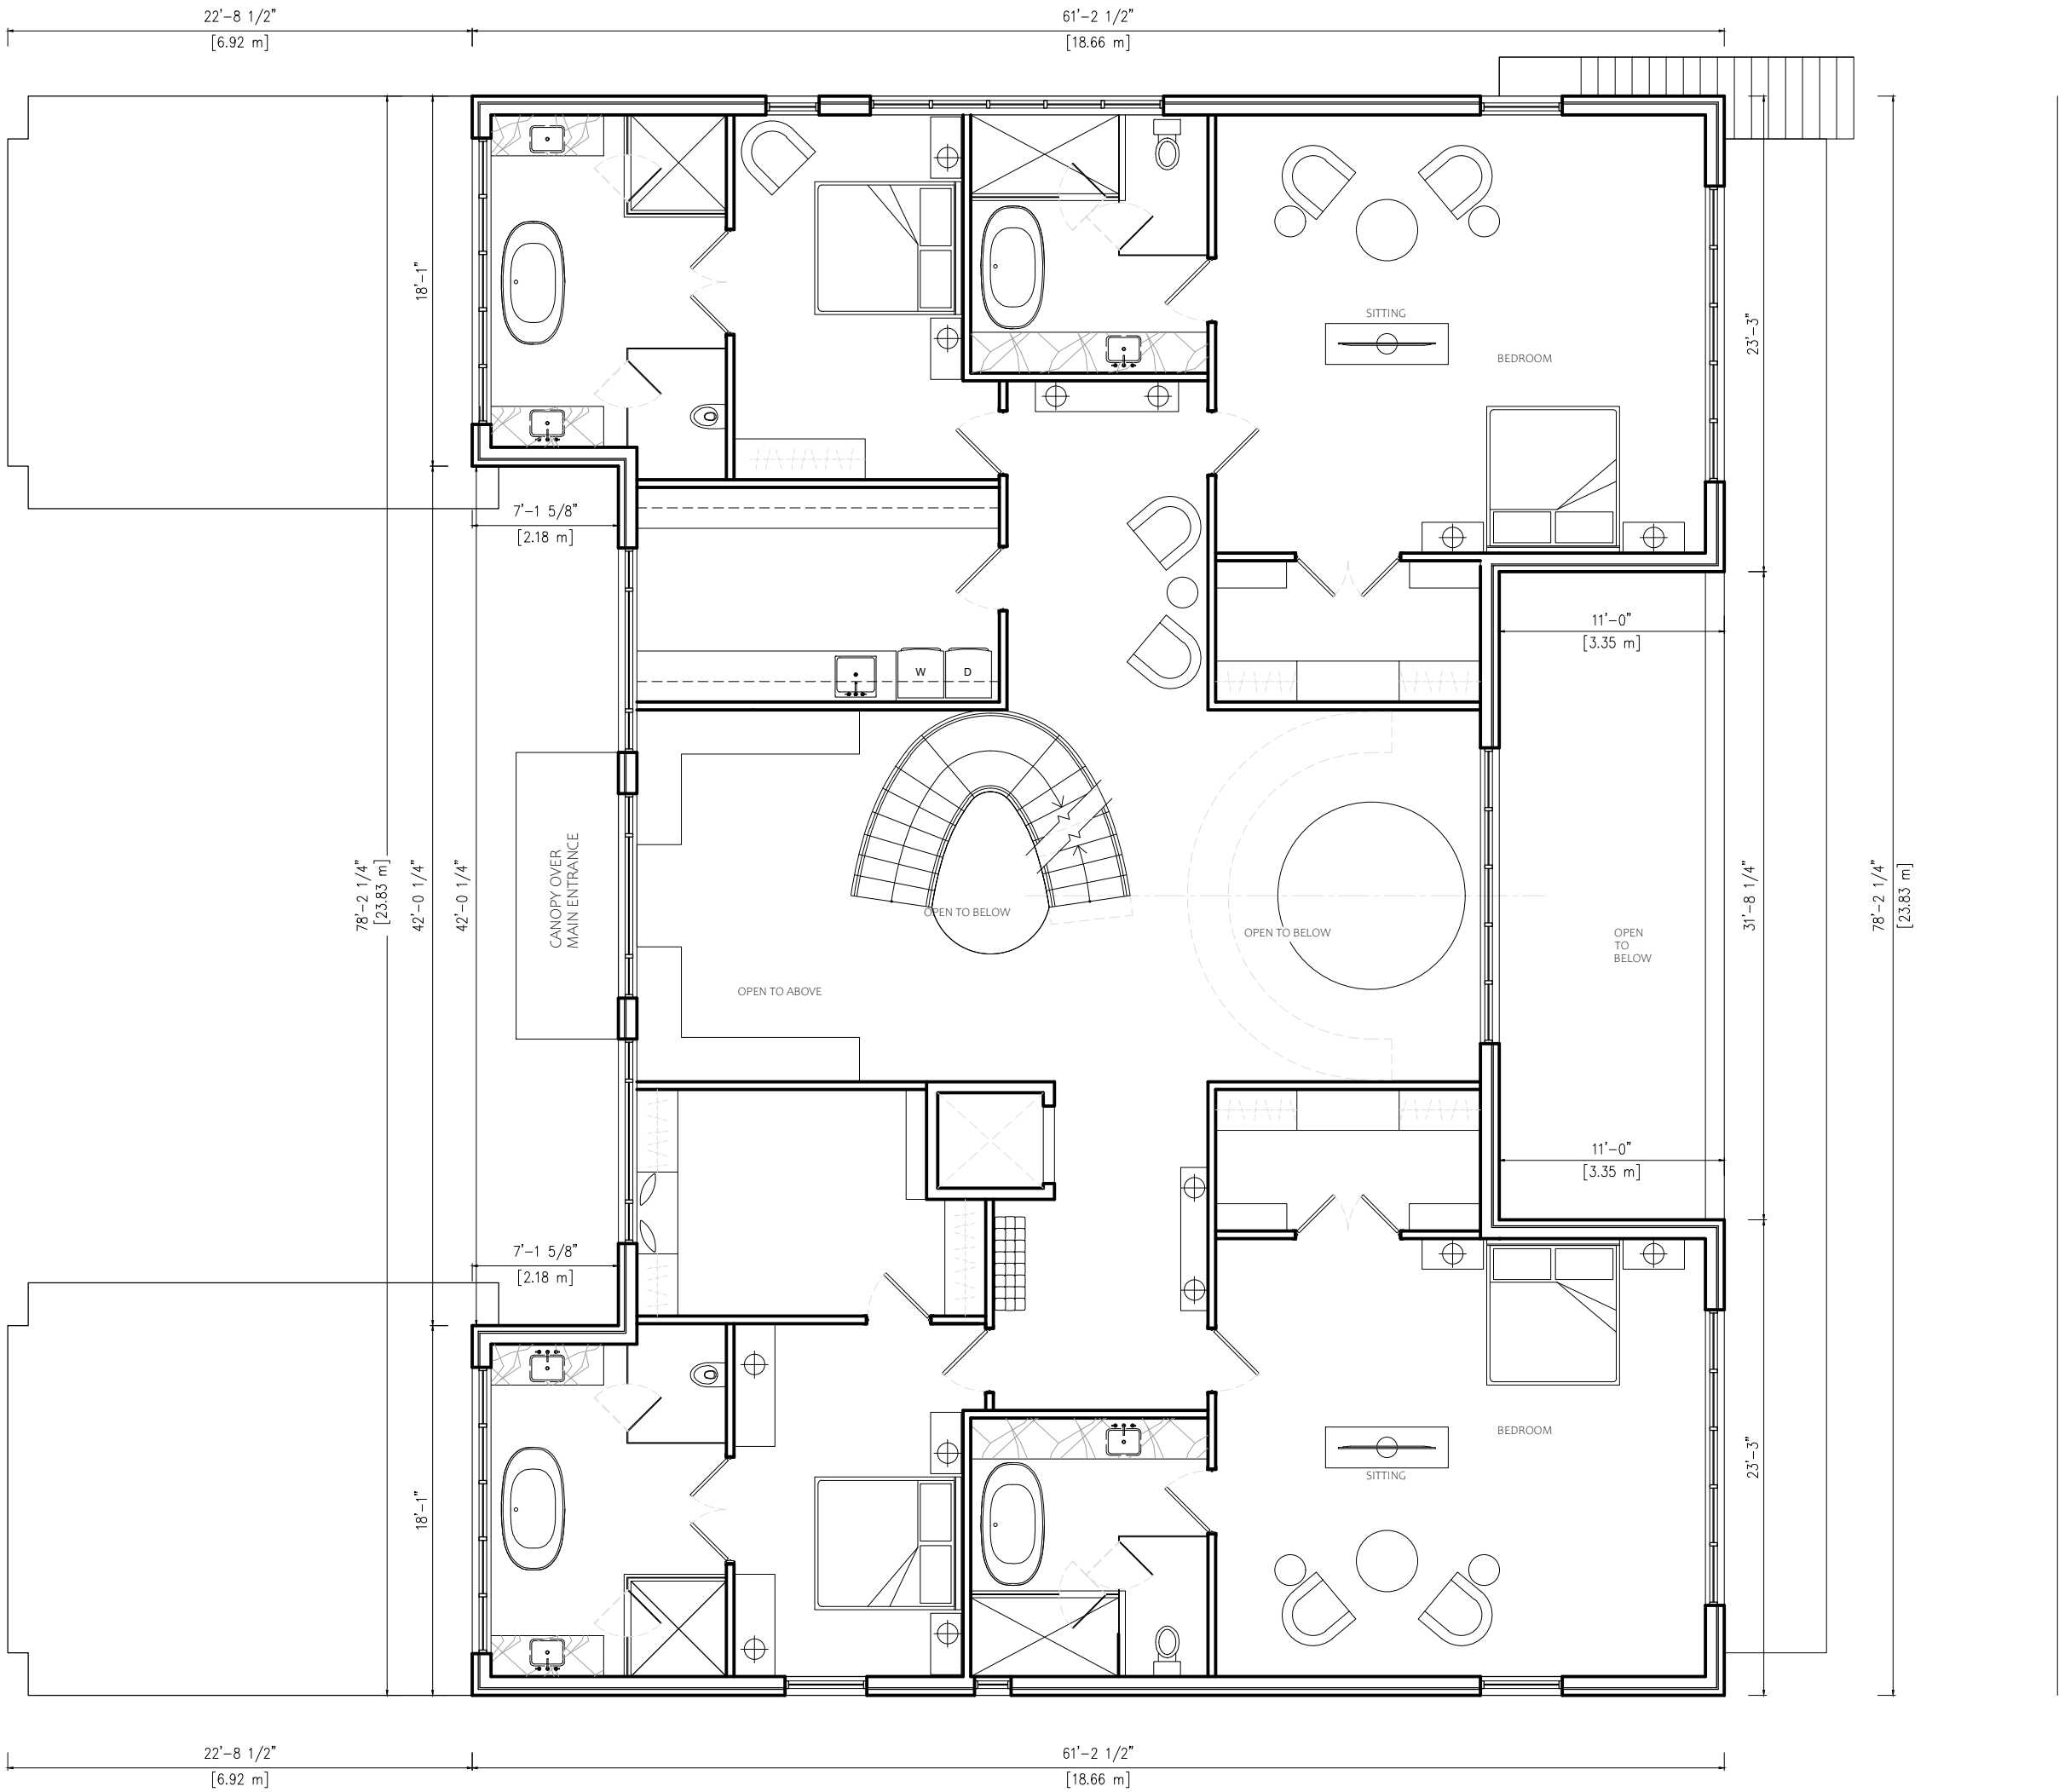 22'-8 1/2"
[6.92 m]
61'-2 1/2"
[18.66 m]
18'-1"
SITTING
BEDROOM
23'-3"
7'-1 5/8"
[2.18 m]
11'-0"
[3.35 m]
W
D
78'-2 1/4"
[23.83 m]
42'-0 1/4"
42'-0 1/4"
CANOPY OVER
MAIN ENTRANCE
OPEN TO BELOW
OPEN TO BELOW
OPEN
TO
BELOW
31'-8 1/4"
78'-2 1/4"
[23.83 m]
OPEN TO ABOVE
11'-0"
[3.35 m]
7'-1 5/8"
[2.18 m]
BEDROOM
SITTING
18'-1"
23'-3"
22'-8 1/2"
[6.92 m]
61'-2 1/2"
[18.66 m]